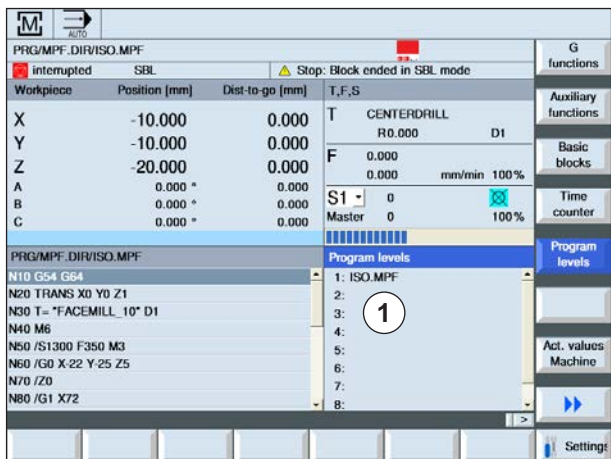 M AUTO
PRG/MPF.DIR/ISO.MPF
interrupted SBL Stop: Block ended in SBL mode
Workpiece Position [mm] Dist-to-go [mm] T,F,S
X -10.000 0.000
Y -10.000 0.000
Z -20.000 0.000
A 0.000 ° 0.000
B 0.000 ° 0.000
C 0.000 ° 0.000
T CENTERDRILL
R0.000 D1
F 0.000
0.000 mm/min 100%
S1 0
Master 0 100%
PRG/MPF.DIR/ISO.MPF
N10 G54 G64
N20 TRANS X0 Y0 Z1
N30 T= "FACEMILL_10" D1
N40 M6
N50 /S1300 F350 M3
N60 /G0 X-22 Y-25 Z5
N70 /Z0
N80 /G1 X72
Program levels
1: ISO.MPF
2:
3:
4:
5:
6:
7:
8:
1
>
G
functions
Auxiliary
functions
Basic
blocks
Time
counter
Program
levels
Act. values
Machine
Settings